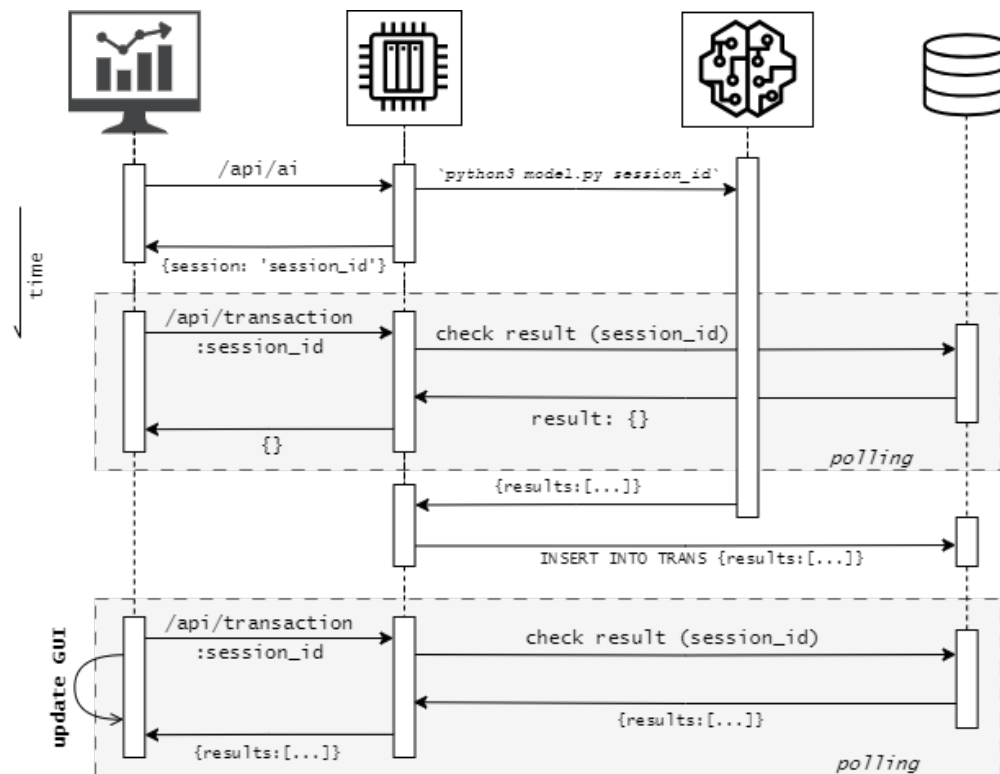 /api/ai
`python3 model.py session_id`
{session: 'session_id'}
time
/api/transaction
:session_id
check result (session_id)
result: {}
{}
polling
{results:[...]}
INSERT INTO TRANS {results:[...]}
/api/transaction
:session_id
check result (session_id)
update GUI
{results:[...]}
{results:[...]}
polling